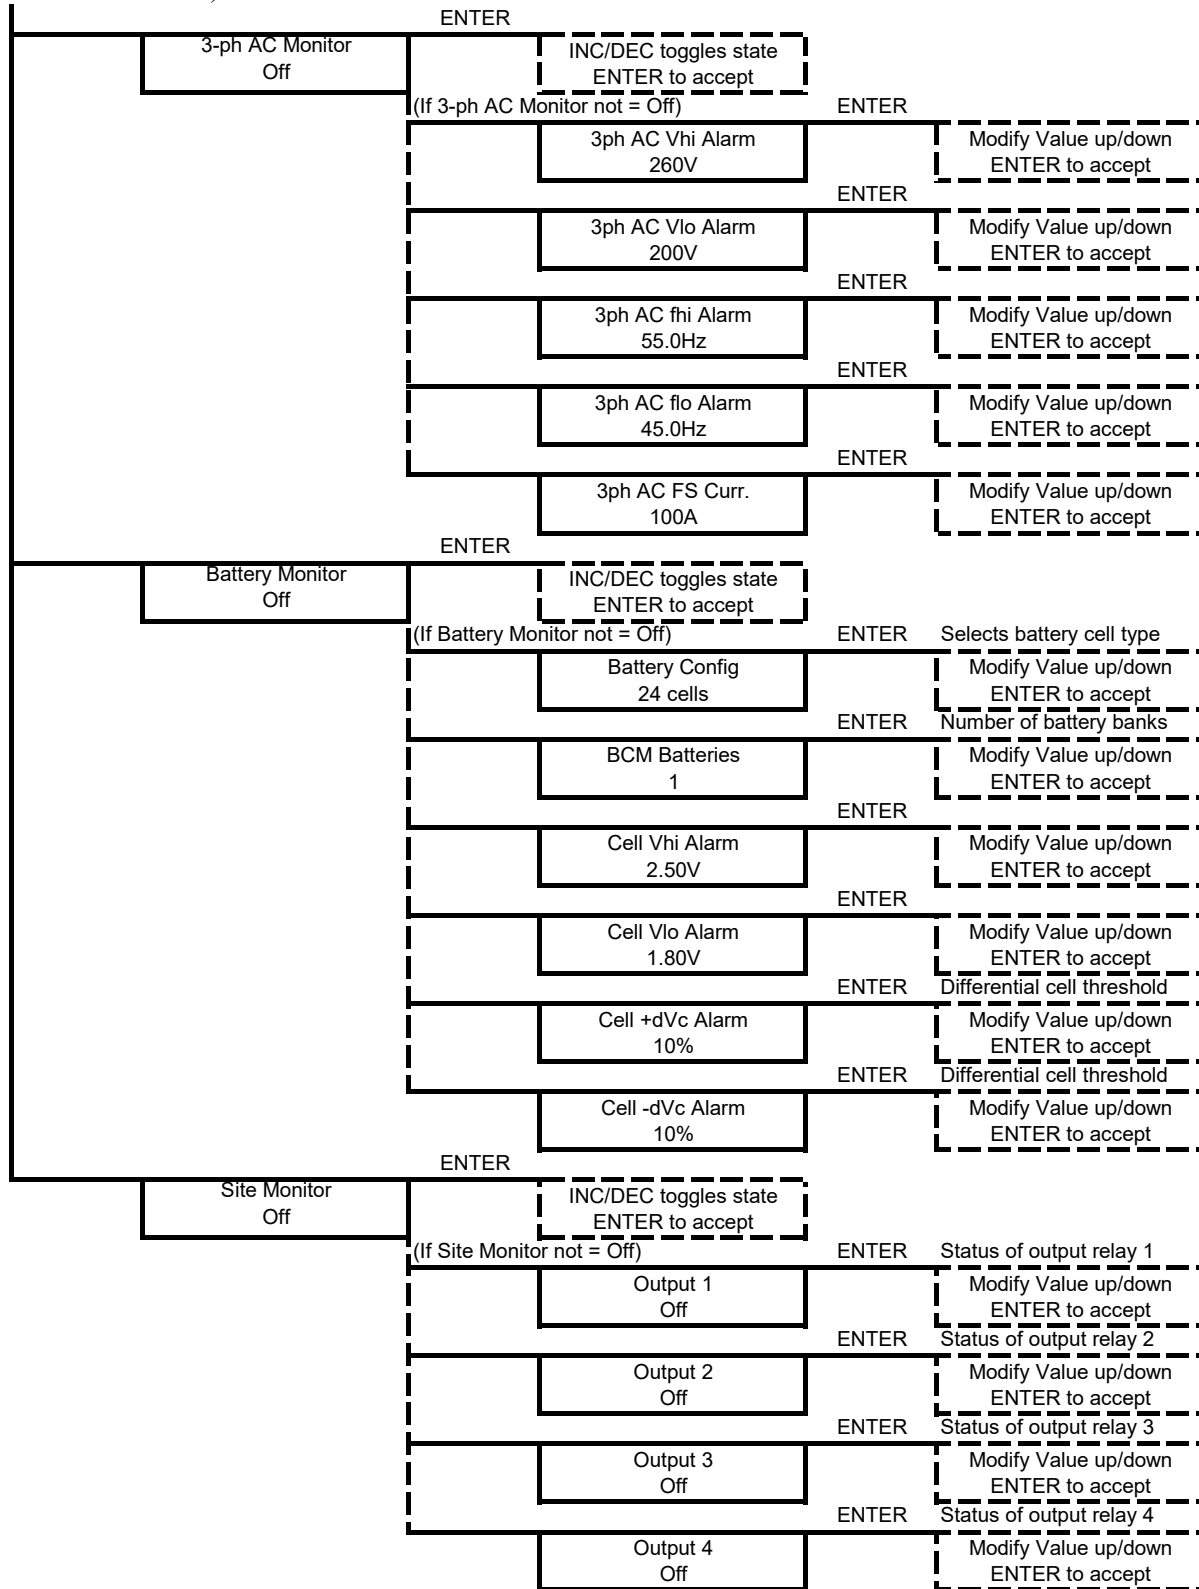 ENTER
3-ph AC Monitor
Off
INC/DEC toggles state
ENTER to accept
(If 3-ph AC Monitor not = Off)
ENTER
3ph AC Vhi Alarm
260V
Modify Value up/down
ENTER to accept
ENTER
3ph AC Vlo Alarm
200V
Modify Value up/down
ENTER to accept
ENTER
3ph AC fhi Alarm
55.0Hz
Modify Value up/down
ENTER to accept
ENTER
3ph AC flo Alarm
45.0Hz
Modify Value up/down
ENTER to accept
ENTER
3ph AC FS Curr.
100A
Modify Value up/down
ENTER to accept
ENTER
Battery Monitor
Off
INC/DEC toggles state
ENTER to accept
(If Battery Monitor not = Off)
ENTER
Selects battery cell type
Battery Config
24 cells
Modify Value up/down
ENTER to accept
ENTER
Number of battery banks
BCM Batteries
1
Modify Value up/down
ENTER to accept
ENTER
Cell Vhi Alarm
2.50V
Modify Value up/down
ENTER to accept
ENTER
Cell Vlo Alarm
1.80V
Modify Value up/down
ENTER to accept
ENTER
Differential cell threshold
Cell +dVc Alarm
10%
Modify Value up/down
ENTER to accept
ENTER
Differential cell threshold
Cell -dVc Alarm
10%
Modify Value up/down
ENTER to accept
ENTER
Site Monitor
Off
INC/DEC toggles state
ENTER to accept
(If Site Monitor not = Off)
ENTER
Status of output relay 1
Output 1
Off
Modify Value up/down
ENTER to accept
ENTER
Status of output relay 2
Output 2
Off
Modify Value up/down
ENTER to accept
ENTER
Status of output relay 3
Output 3
Off
Modify Value up/down
ENTER to accept
ENTER
Status of output relay 4
Output 4
Off
Modify Value up/down
ENTER to accept